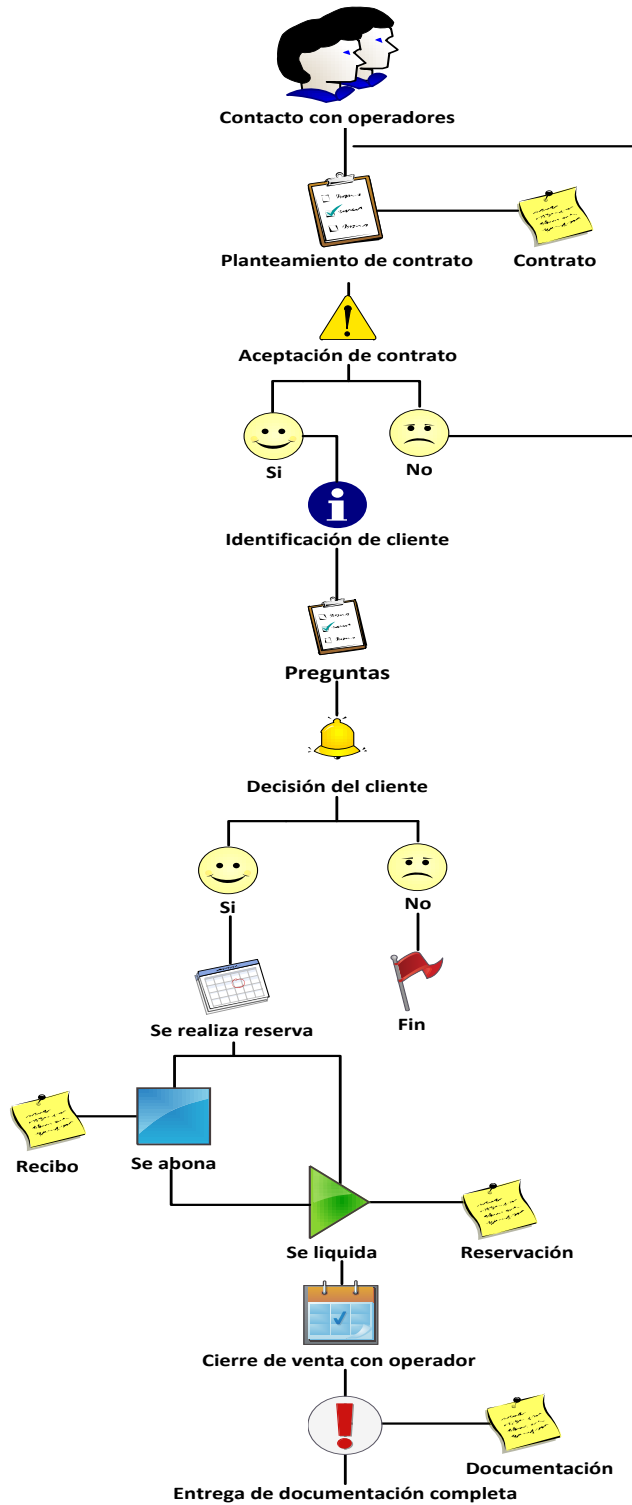 Contacto con operadores
Planteamiento de contrato
Contrato
Aceptación de contrato
Si
No
Identificación de cliente
Preguntas
Decisión del cliente
Si
No
Se realiza reserva
Fin
Recibo
Se abona
Se liquida
Reservación
Cierre de venta con operador
Documentación
Entrega de documentación completa